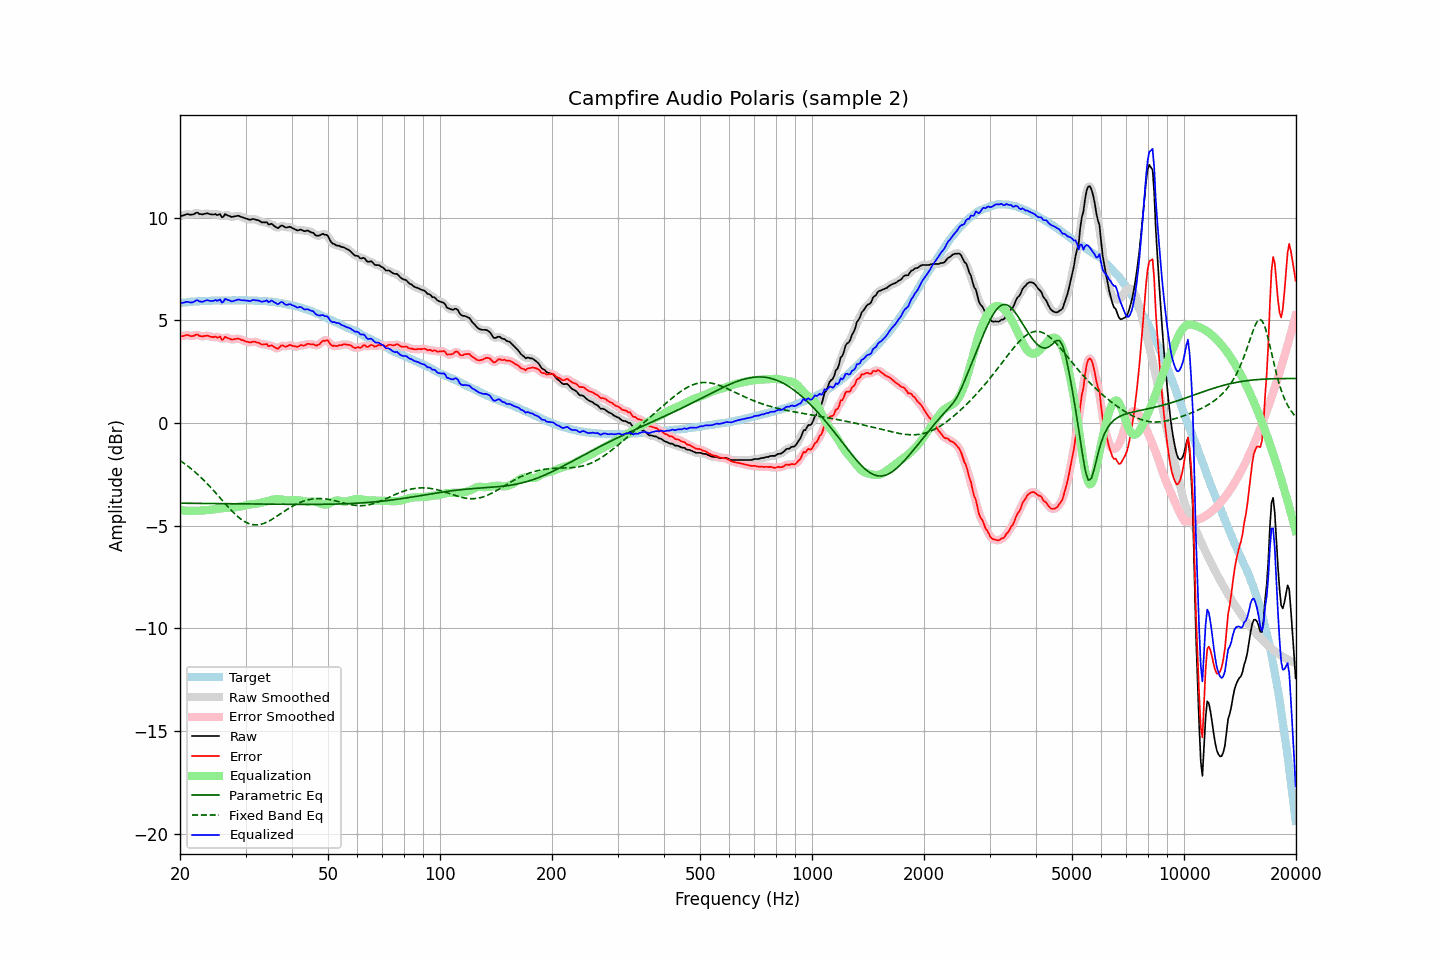 Campfire Audio Polaris (sample 2)
Amplitude (dBr)
10
5
0
−5
−10
−15
−20
Target
Raw Smoothed
Error Smoothed
Raw
Error
Equalization
Parametric Eq
Fixed Band Eq
Equalized
20 50 100 200 500 1000 2000 5000 10000 20000
Frequency (Hz)